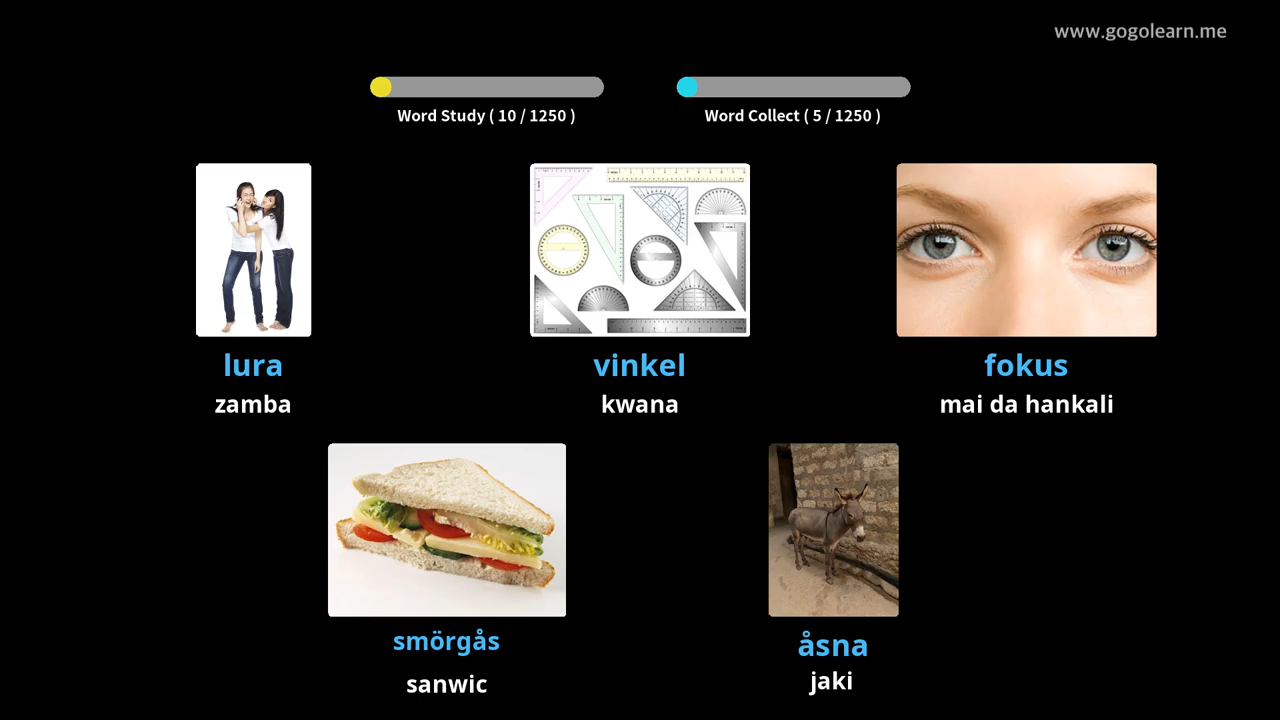 www.gogolearn.me
Word Study ( 10 / 1250 )
Word Collect ( 5 / 1250 )
lura
zamba
vinkel
kwana
fokus
mai da hankali
smörgås
sanwic
åsna
jaki